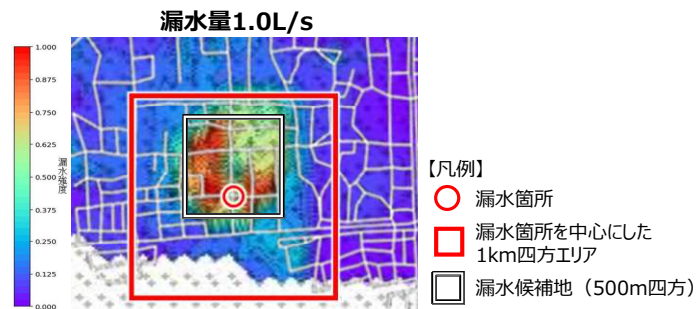 漏水量1.0L/s
1.000
0.875
0.750
0.625
0.500
0.375
0.250
0.125
0.000
漏水強度
【凡例】
漏水箇所
漏水箇所を中心にした
1km四方エリア
漏水候補地（500m四方）